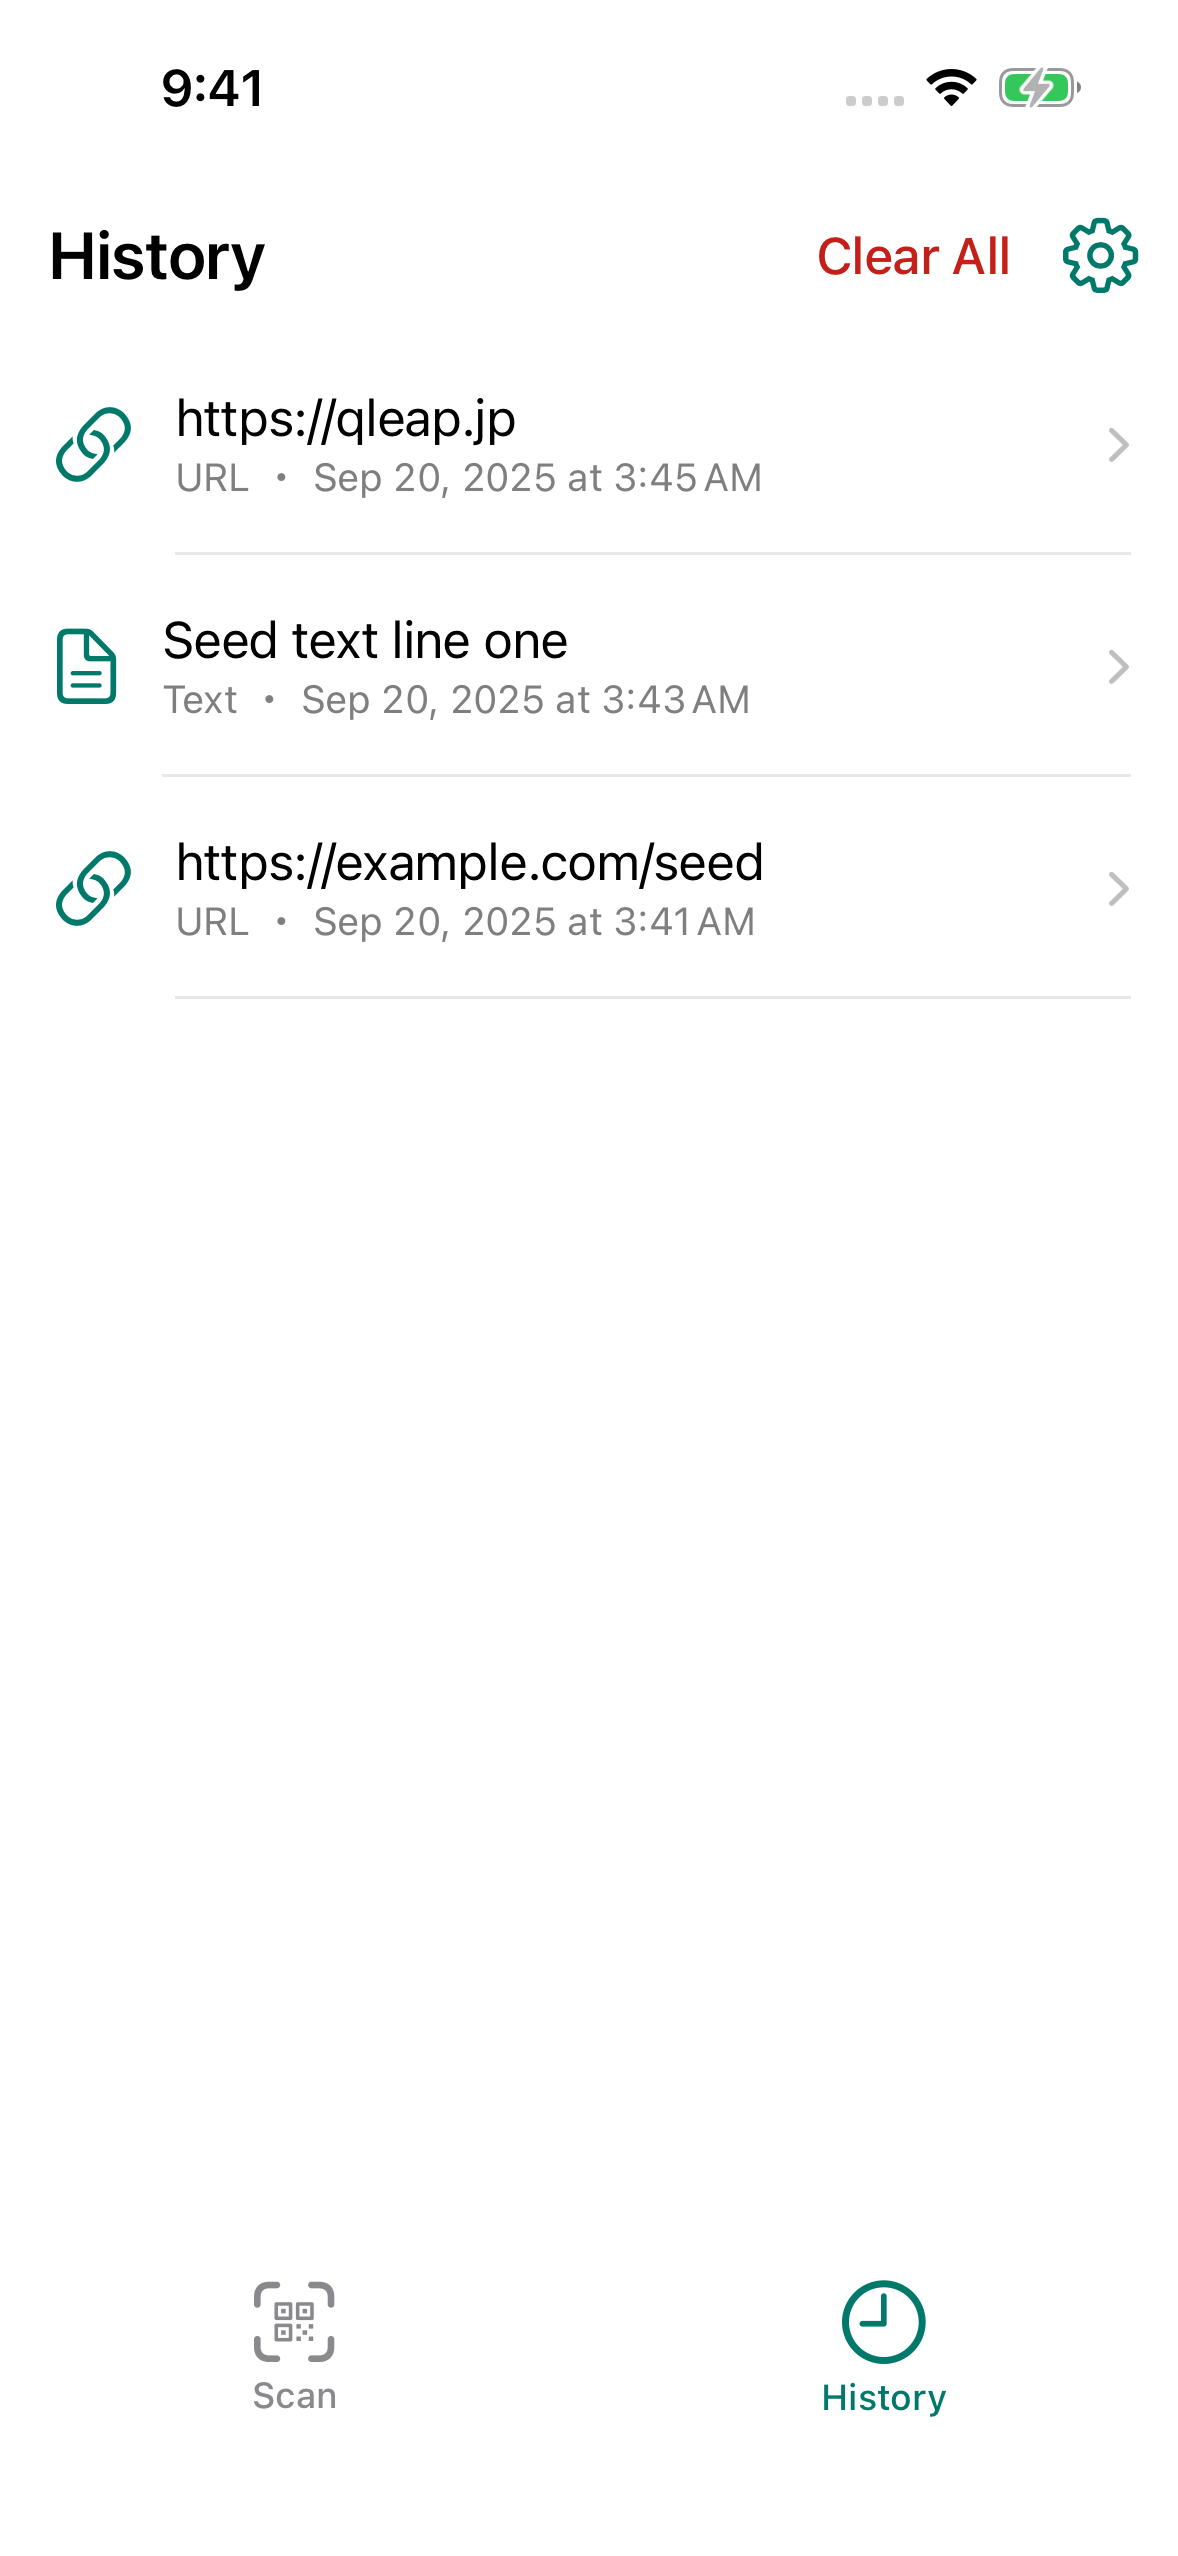 9:41
History
Clear All
https://qleap.jp
URL • Sep 20, 2025 at 3:45 AM
Seed text line one
Text • Sep 20, 2025 at 3:43 AM
https://example.com/seed
URL • Sep 20, 2025 at 3:41 AM
Scan
History